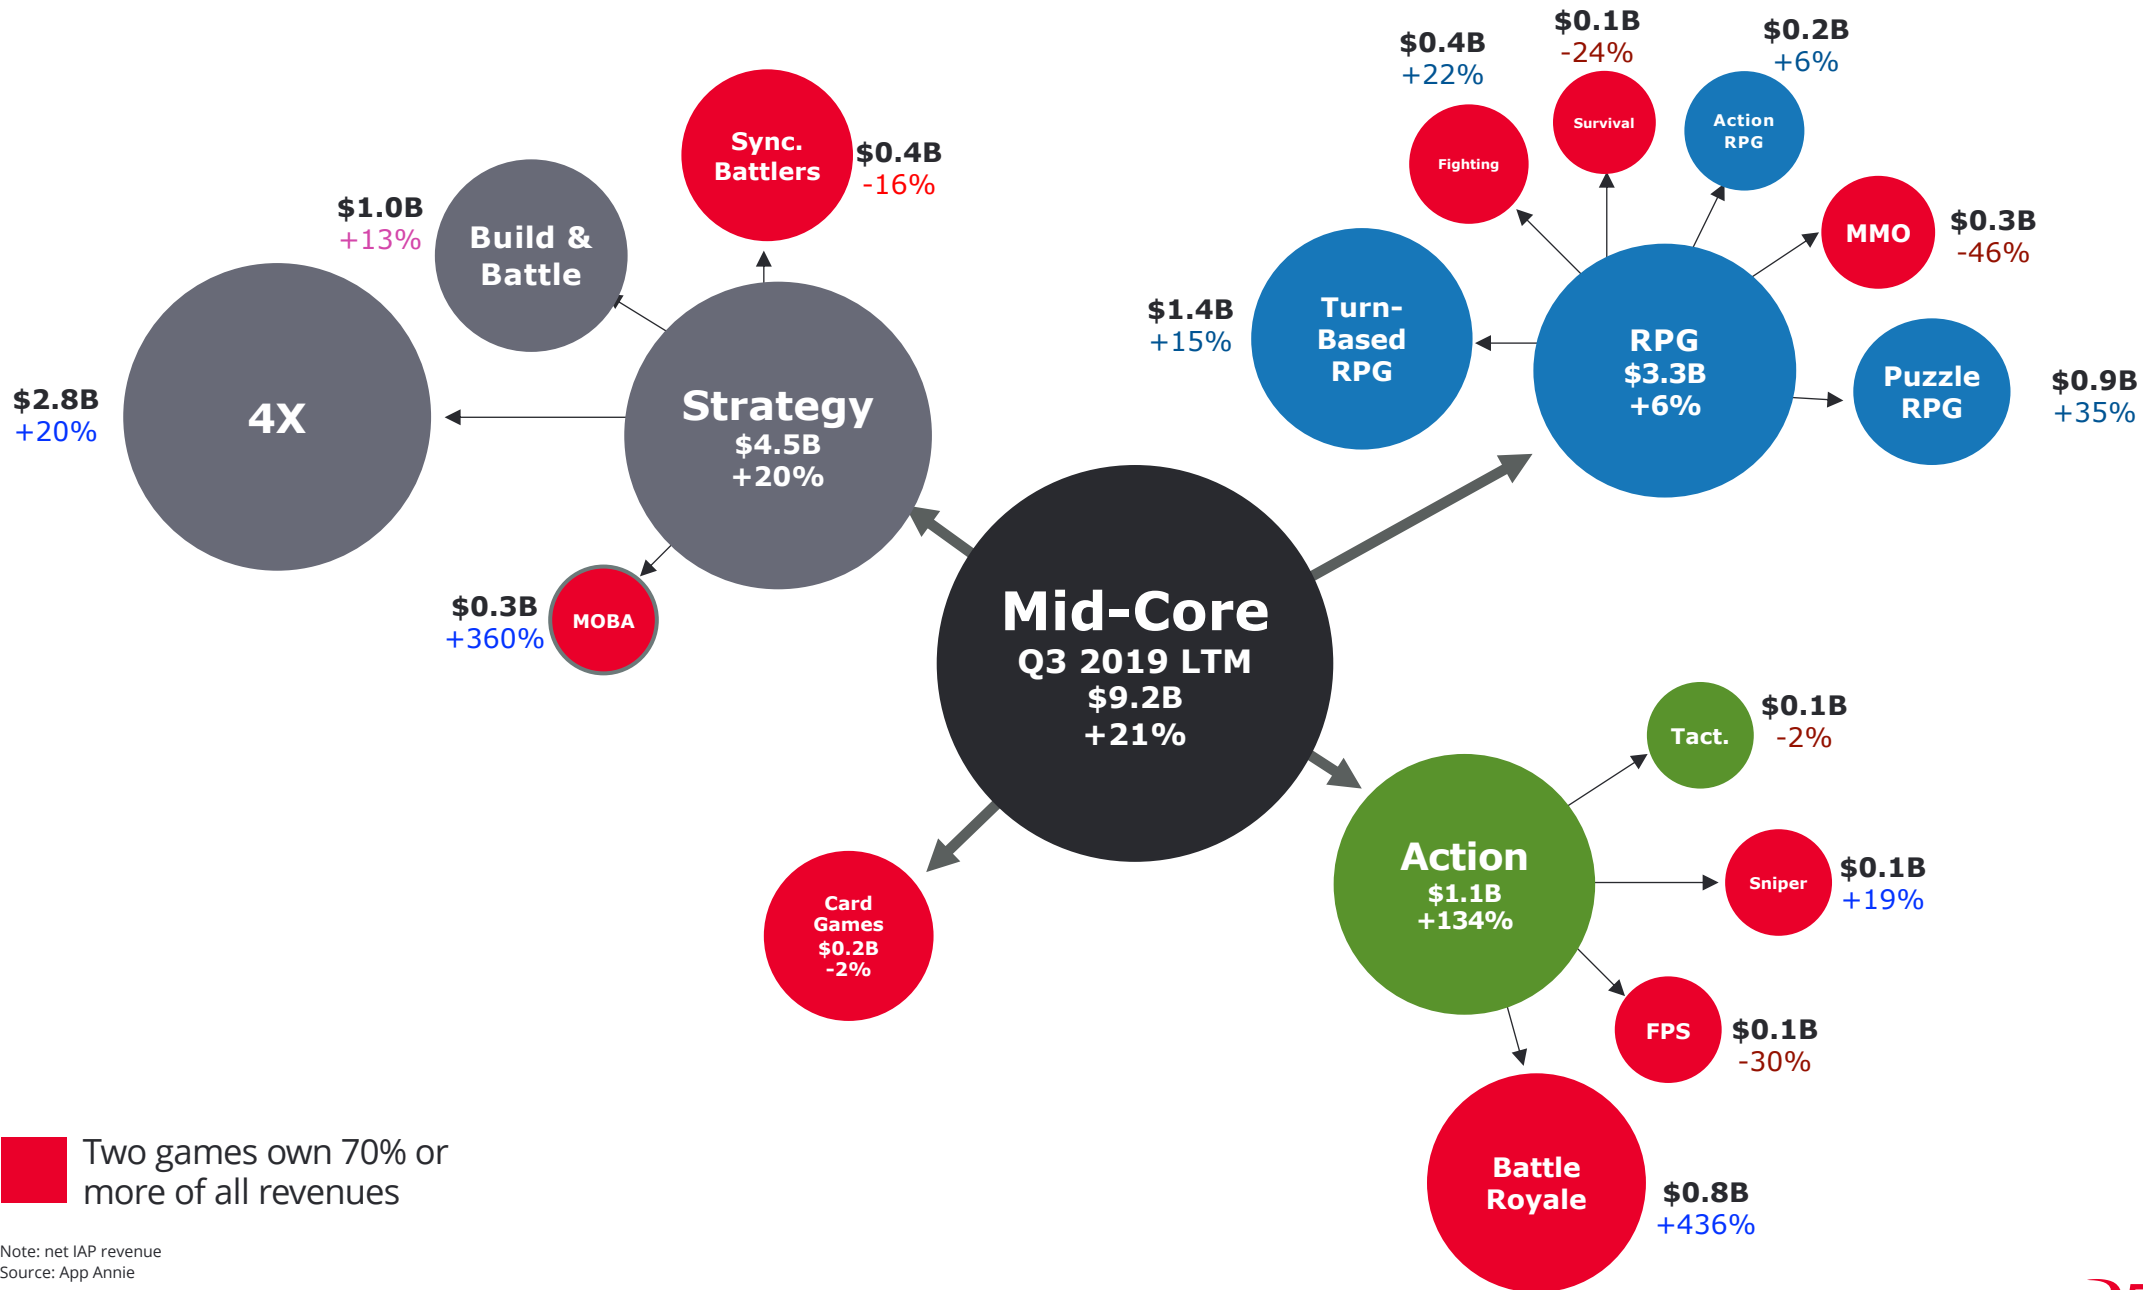 $0.1B
-24%
$0.2B
+6%
$0.4B
+22%
Survival
Action
RPG
Fighting
Sync.
Battlers
$0.4B
-16%
$1.0B
+13%
Build &
Battle
MMO
$0.3B
-46%
$1.4B
+15%
Turn-
Based
RPG
RPG
$3.3B
+6%
Puzzle
RPG
$0.9B
+35%
$2.8B
+20%
4X
Strategy
$4.5B
+20%
$0.3B
+360%
MOBA
Mid-Core
Q3 2019 LTM
$9.2B
+21%
Tact.
$0.1B
-2%
Action
$1.1B
+134%
Sniper
$0.1B
+19%
Card
Games
$0.2B
-2%
FPS
$0.1B
-30%
Battle
Royale
$0.8B
+436%
Two games own 70% or
more of all revenues
Note: net IAP revenue
Source: App Annie